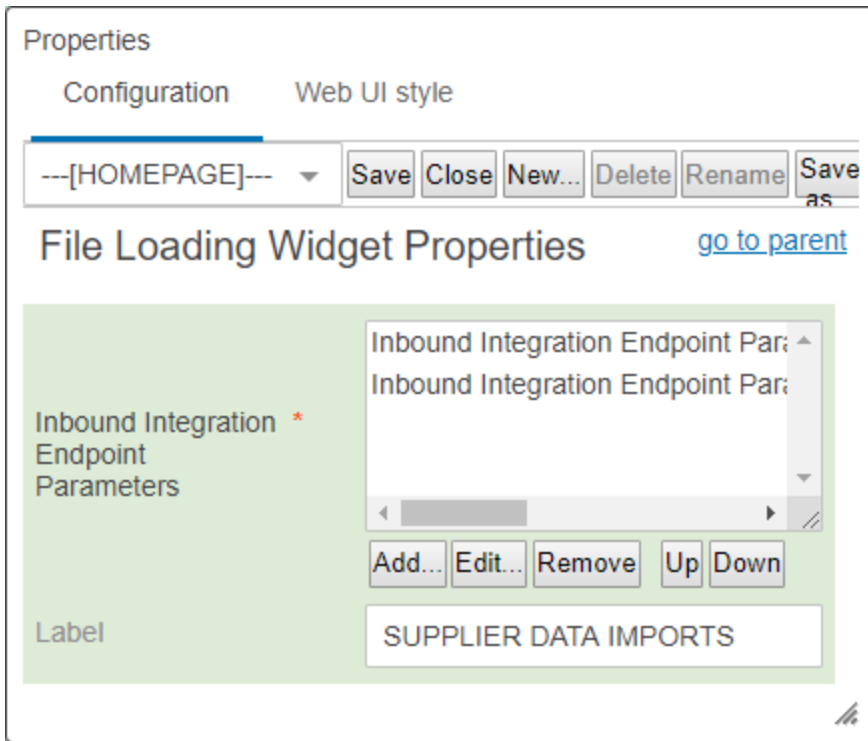 Properties
Configuration Web UI style
---[HOMEPAGE]--- Save Close New... Delete Rename Save as
File Loading Widget Properties go to parent
Inbound Integration Endpoint Para
Inbound Integration Endpoint Para
Inbound Integration *
Endpoint
Parameters
Add... Edit... Remove Up Down
Label SUPPLIER DATA IMPORTS